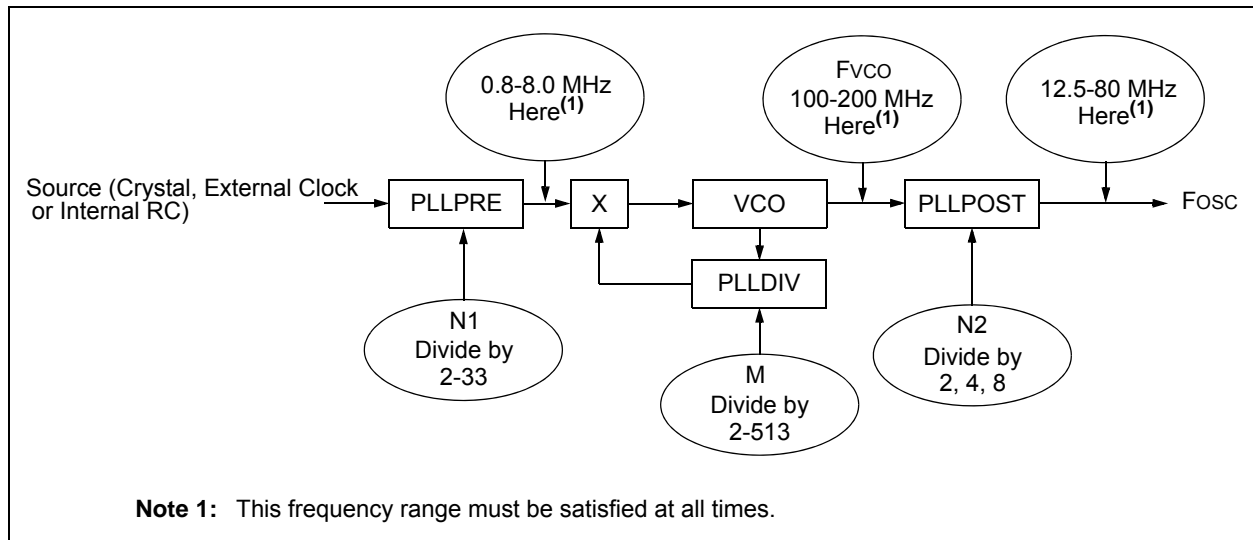 0.8-8.0 MHz
Here(1)
FVCO
100-200 MHz
Here(1)
12.5-80 MHz
Here(1)
Source (Crystal, External Clock
or Internal RC)
PLLPRE
X
VCO
PLLPOST
FOSC
PLLDIV
N1
Divide by
2-33
M
Divide by
2-513
N2
Divide by
2, 4, 8
Note 1: This frequency range must be satisfied at all times.